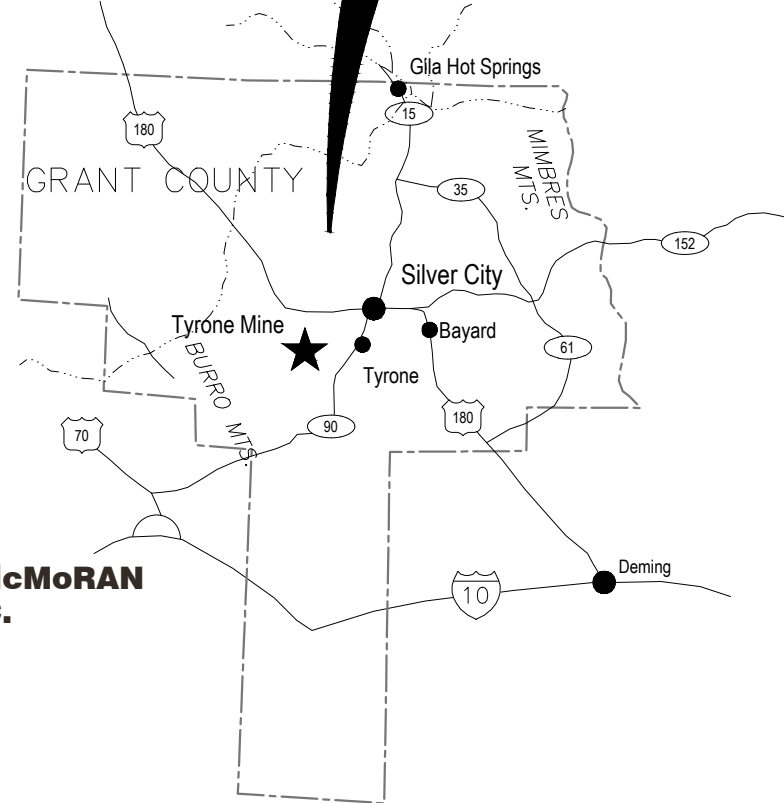 Gila Hot Springs
15
180
MIMBRES
MTS.
GRANT COUNTY
35
152
Silver City
Tyrone Mine
Bayard
61
Tyrone
BURRO MTS.
180
90
70
Deming
cMoRAN
10